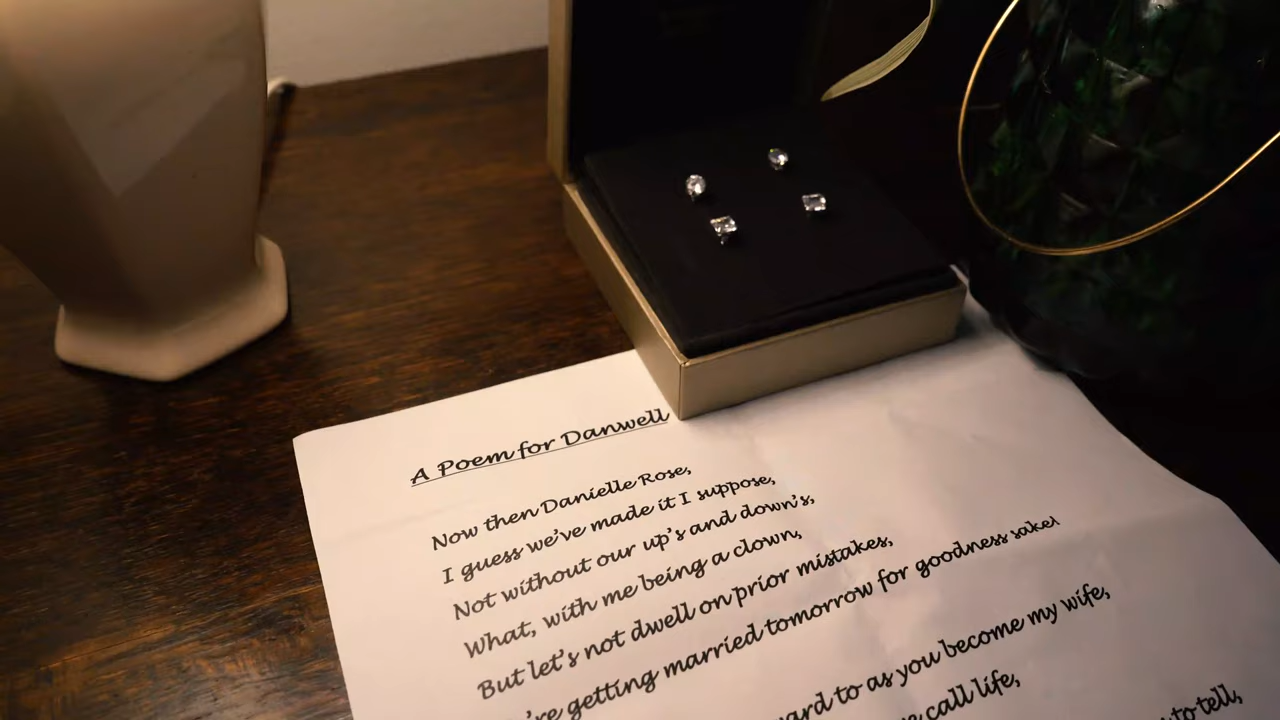 A Poem for Danwell
Now then Danielle Rose,
I guess we've made it I suppose,
Not without our up's and down's,
What, with me being a clown,
But let's not dwell on prior mistakes,
're getting married tomorrow for goodness sake!
to as you become my wife,
call life,
to tell,